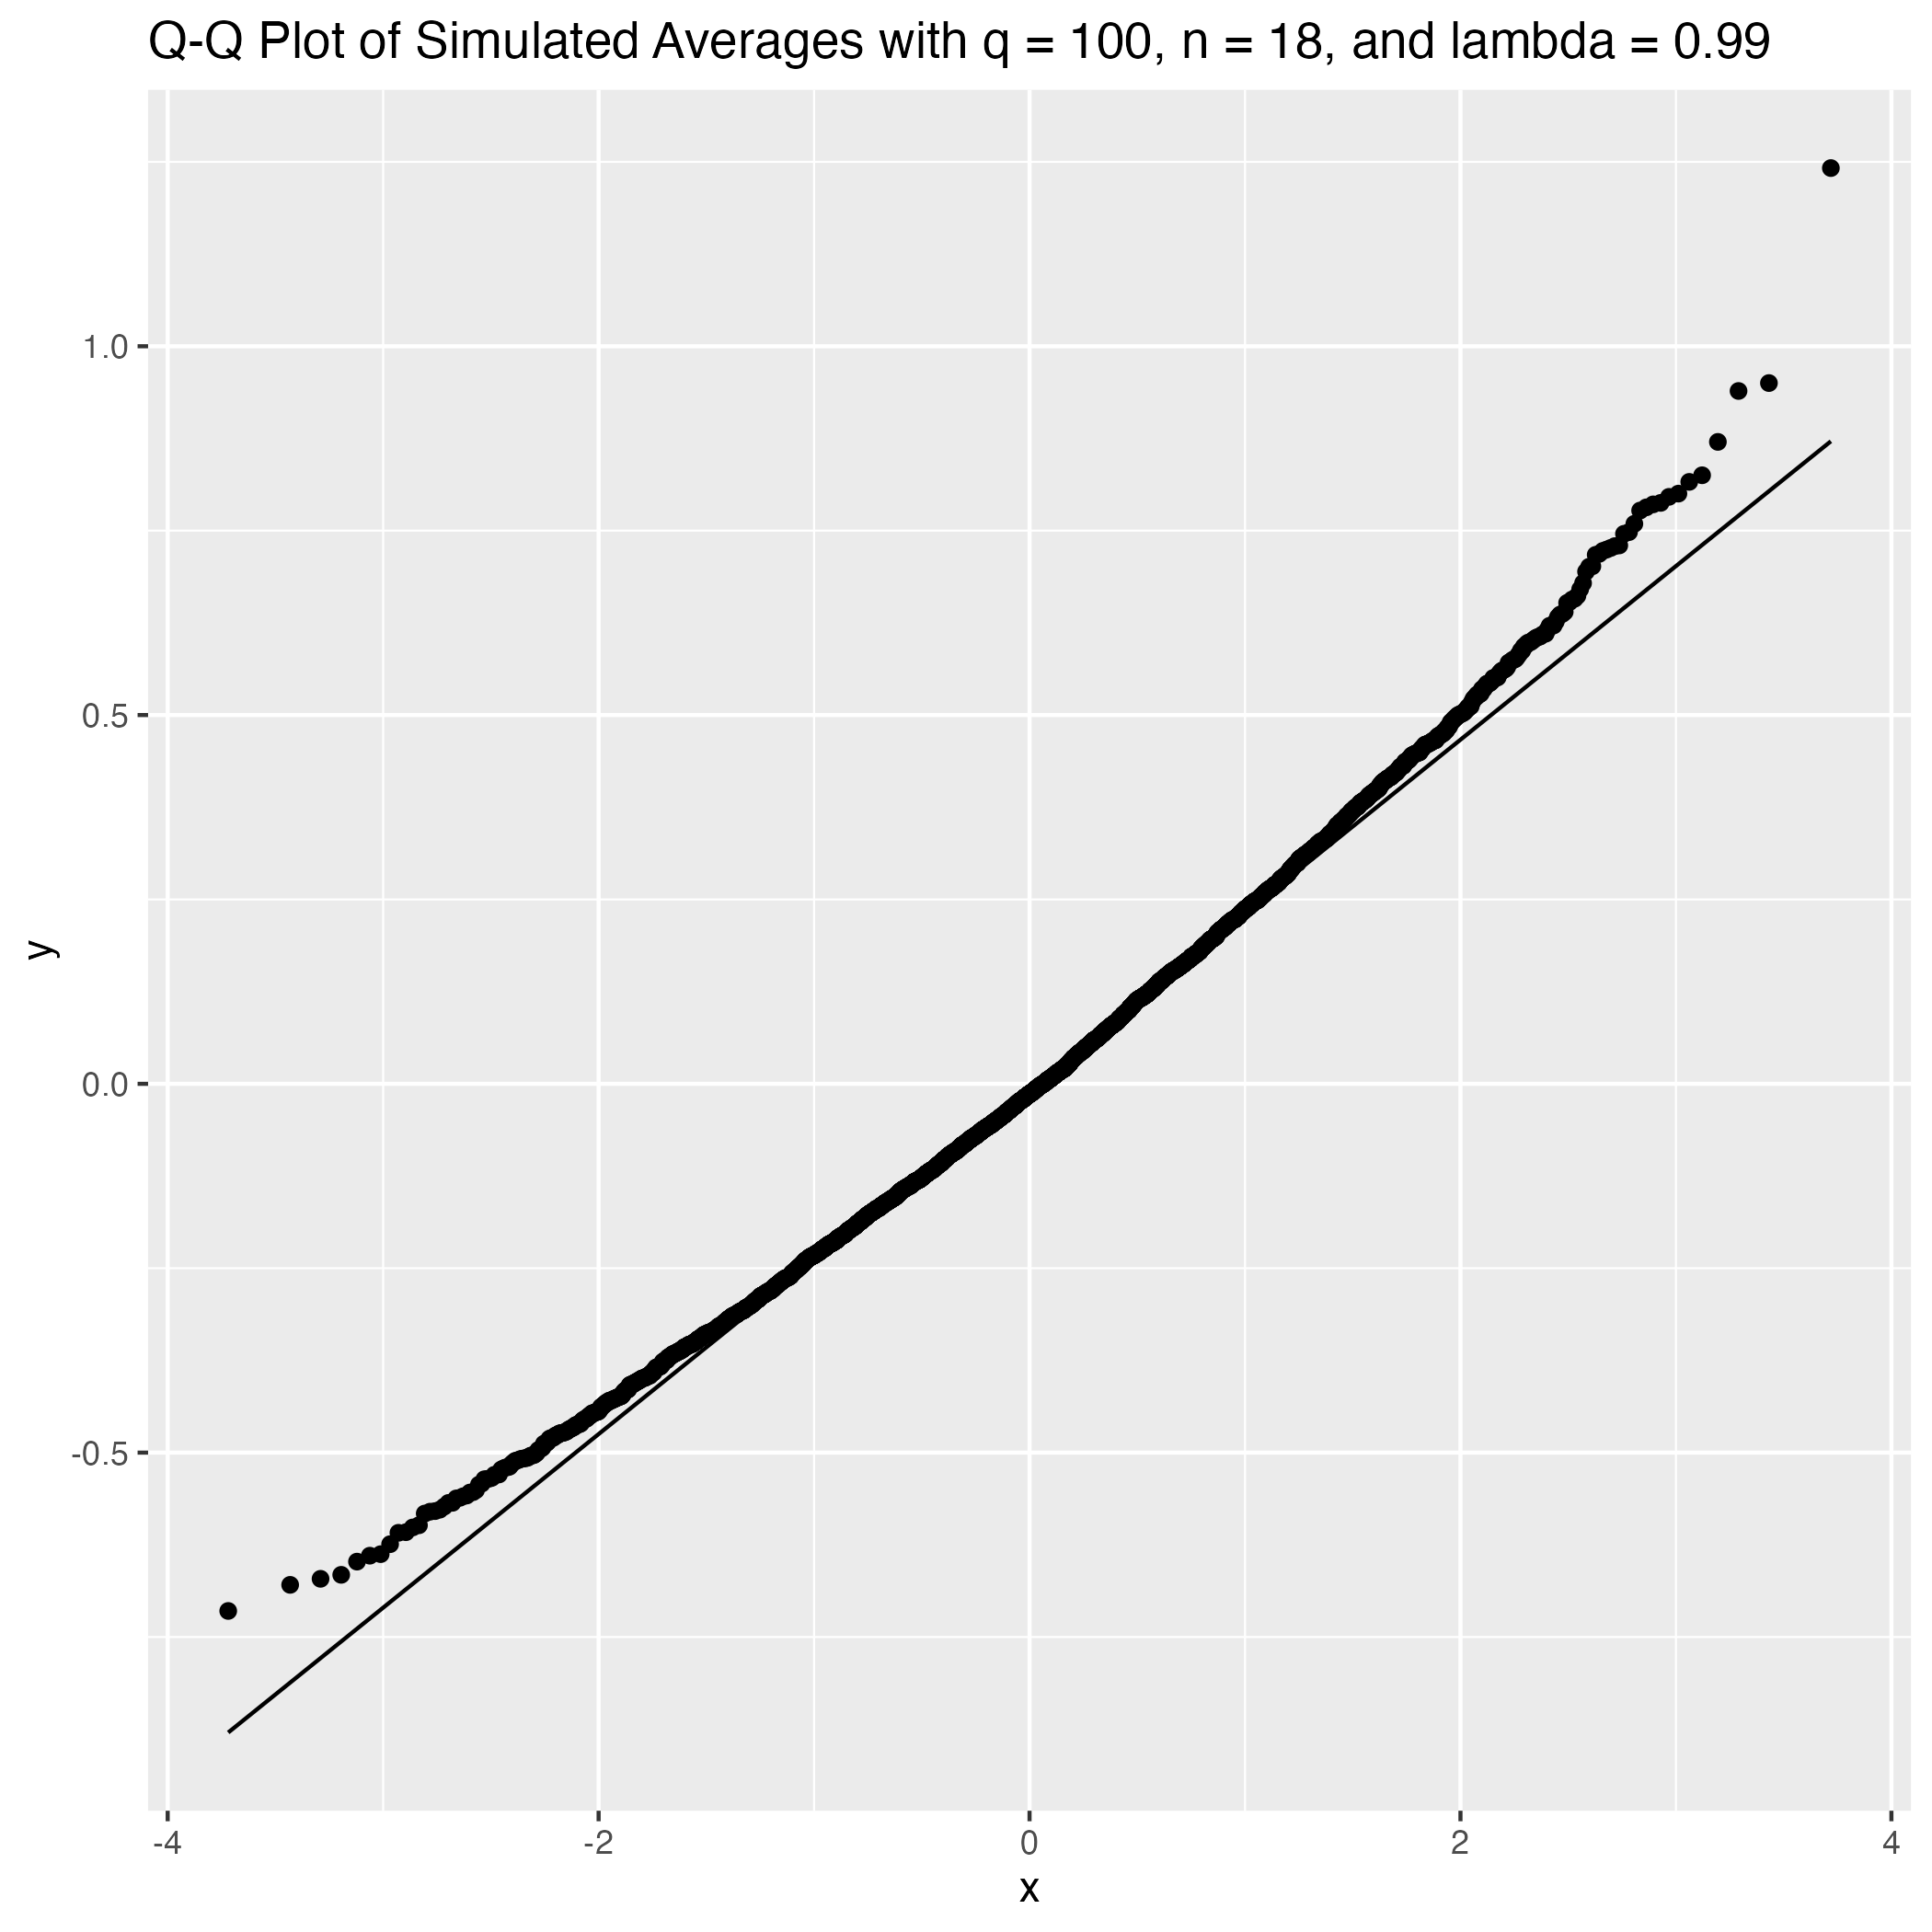 Q-Q Plot of Simulated Averages with q = 100, n = 18, and lambda = 0.99
1.0
0.5
0.0
-0.5
y
-4 -2 0 2 4
x